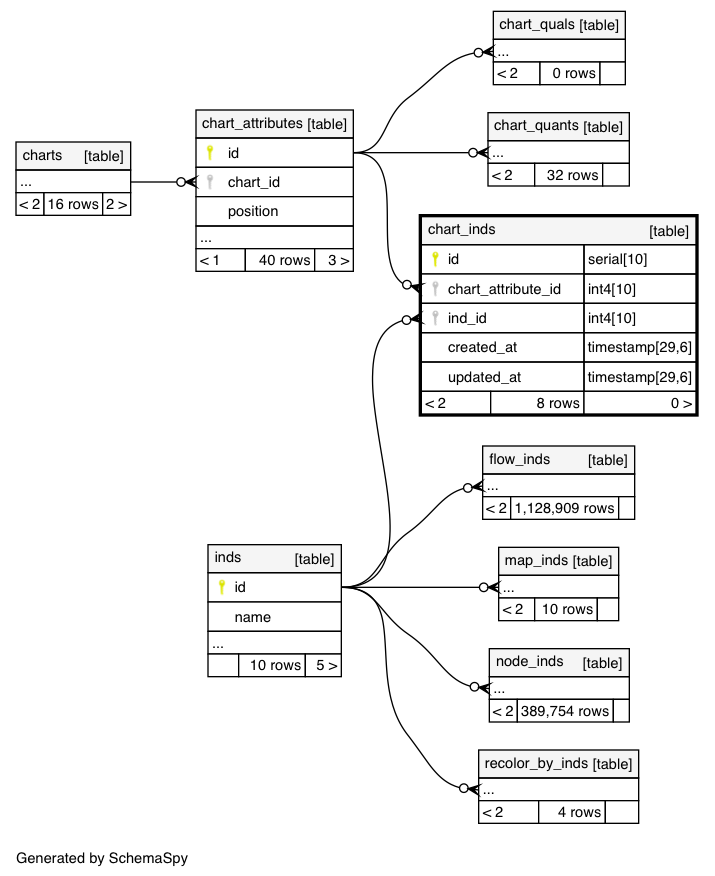 chart_quals [table]
...
< 2 0 rows
chart_attributes [table]
id
chart_id
position
...
< 1 40 rows 3 >
chart_quants [table]
...
< 2 32 rows
charts [table]
...
< 2 16 rows 2 >
chart_inds [table]
id serial[10]
chart_attribute_id int4[10]
ind_id int4[10]
created_at timestamp[29,6]
updated_at timestamp[29,6]
< 2 8 rows 0 >
flow_inds [table]
...
< 2 1,128,909 rows
inds [table]
id
name
...
10 rows 5 >
map_inds [table]
...
< 2 10 rows
node_inds [table]
...
< 2 389,754 rows
recolor_by_inds [table]
...
< 2 4 rows
Generated by SchemaSpy